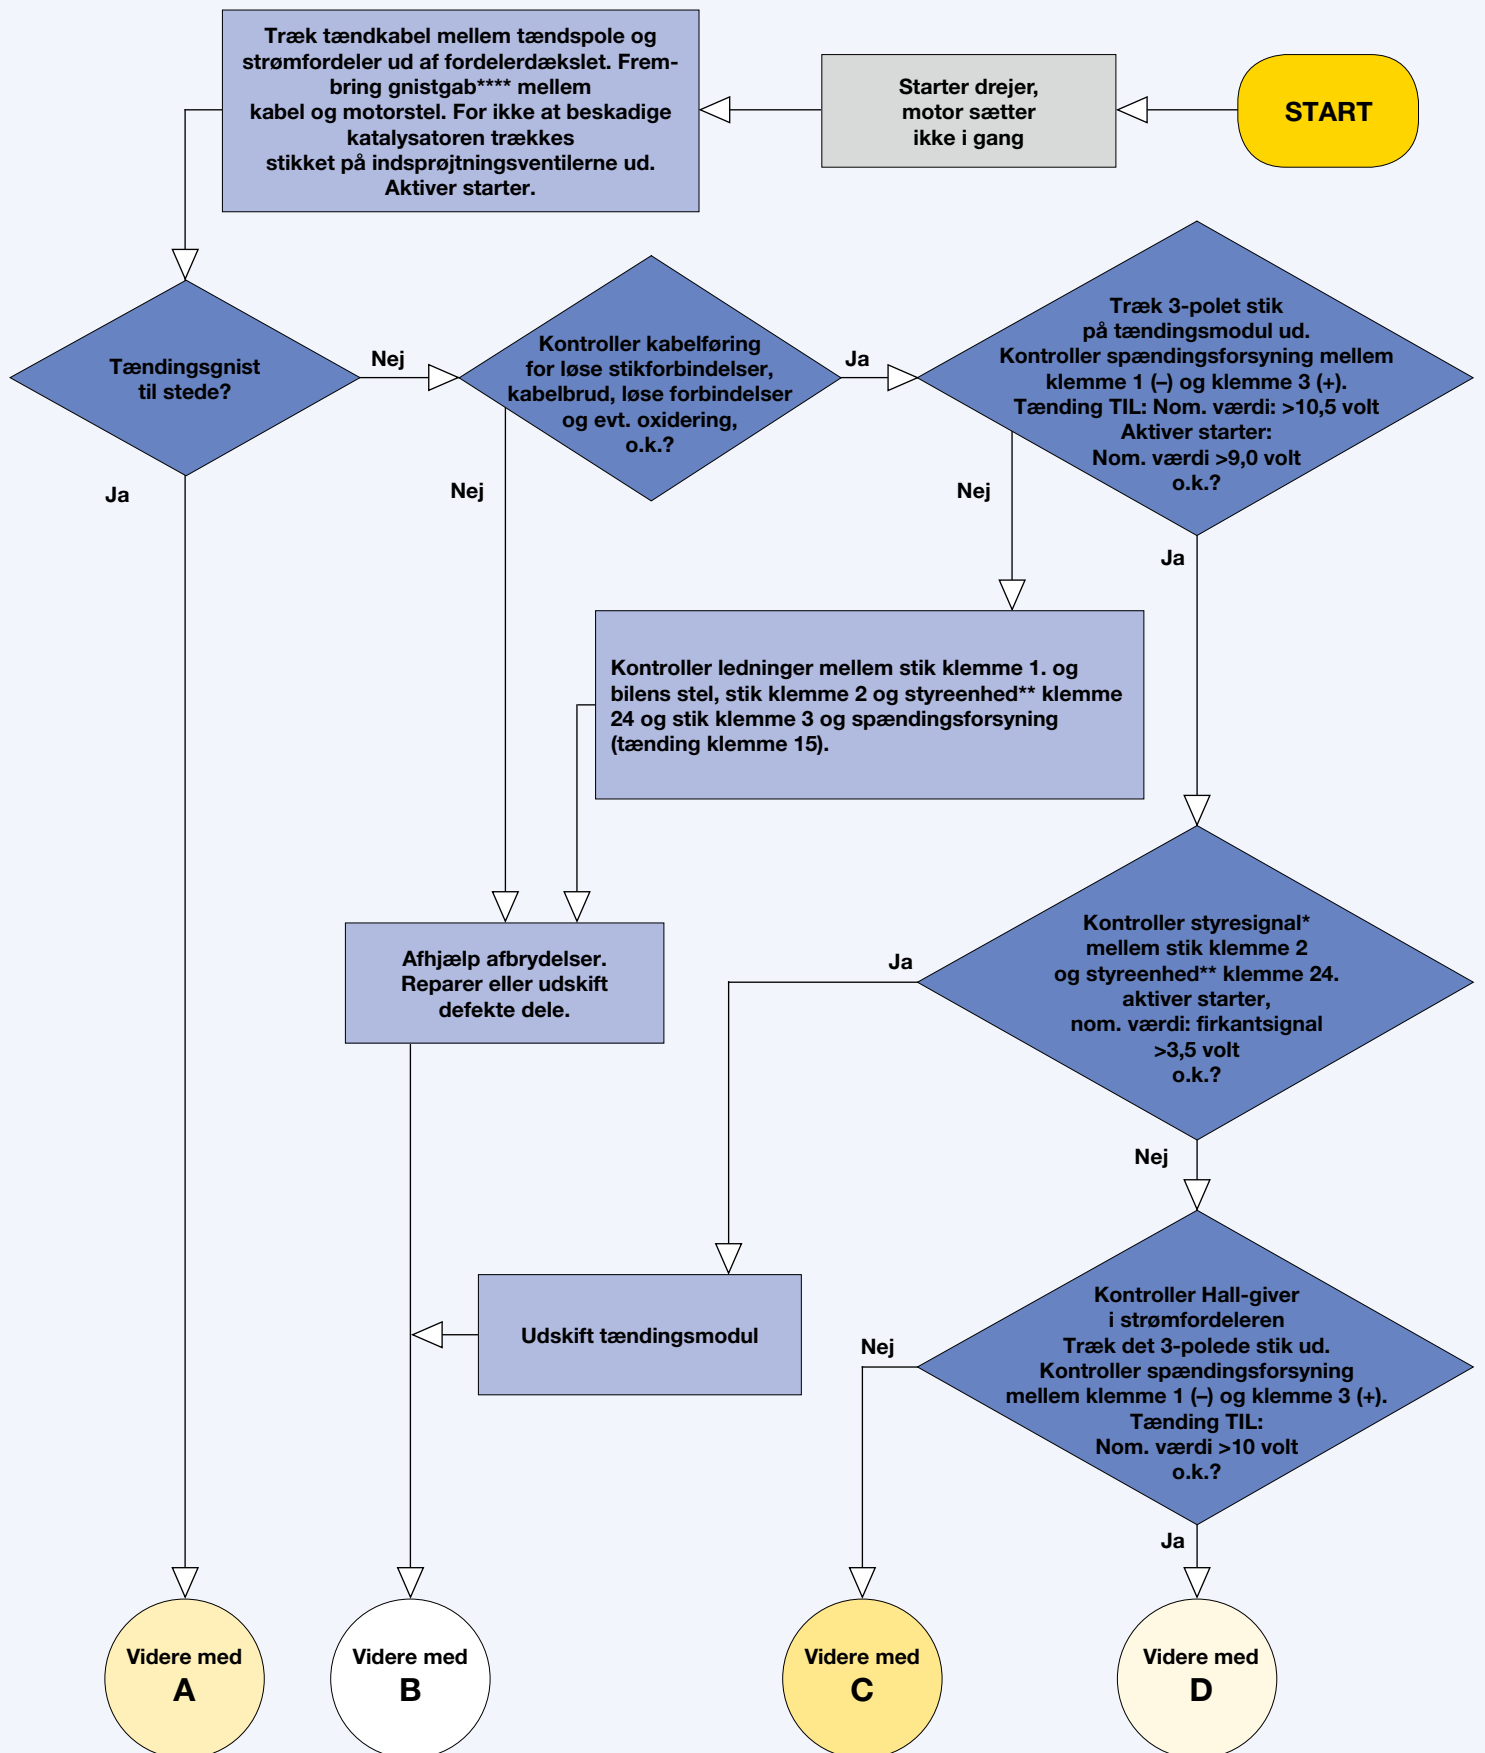 START
Starter drejer,
motor sætter
ikke i gang
Træk tændkabel mellem tændspole og
strømfordeler ud af fordelerdækslet. Frem-
bring gnistgab**** mellem
kabel og motorstel. For ikke at beskadige
katalysatoren trækkes
stikket på indsprøjtningsventilerne ud.
Aktiver starter.
Tændingsgnist
til stede?
Nej
Ja
Kontroller kabelføring
for løse stikforbindelser,
kabelbrud, løse forbindelser
og evt. oxidering,
o.k.?
Ja
Nej
Træk 3-polet stik
på tændingsmodul ud.
Kontroller spændingsforsyning mellem
klemme 1 (–) og klemme 3 (+).
Tænding TIL: Nom. værdi: >10,5 volt
Aktiver starter:
Nom. værdi >9,0 volt
o.k.?
Nej
Ja
Kontroller ledninger mellem stik klemme 1. og
bilens stel, stik klemme 2 og styreenhed** klemme
24 og stik klemme 3 og spændingsforsyning
(tænding klemme 15).
Afhjælp afbrydelser.
Reparer eller udskift
defekte dele.
Kontroller styresignal*
mellem stik klemme 2
og styreenhed** klemme 24.
aktiver starter,
nom. værdi: firkantsignal
>3,5 volt
o.k.?
Ja
Nej
Udskift tændingsmodul
Kontroller Hall-giver
i strømfordeleren
Træk det 3-polede stik ud.
Kontroller spændingsforsyning
mellem klemme 1 (–) og klemme 3 (+).
Tænding TIL:
Nom. værdi >10 volt
o.k.?
Nej
Ja
Videre med
A
Videre med
B
Videre med
C
Videre med
D